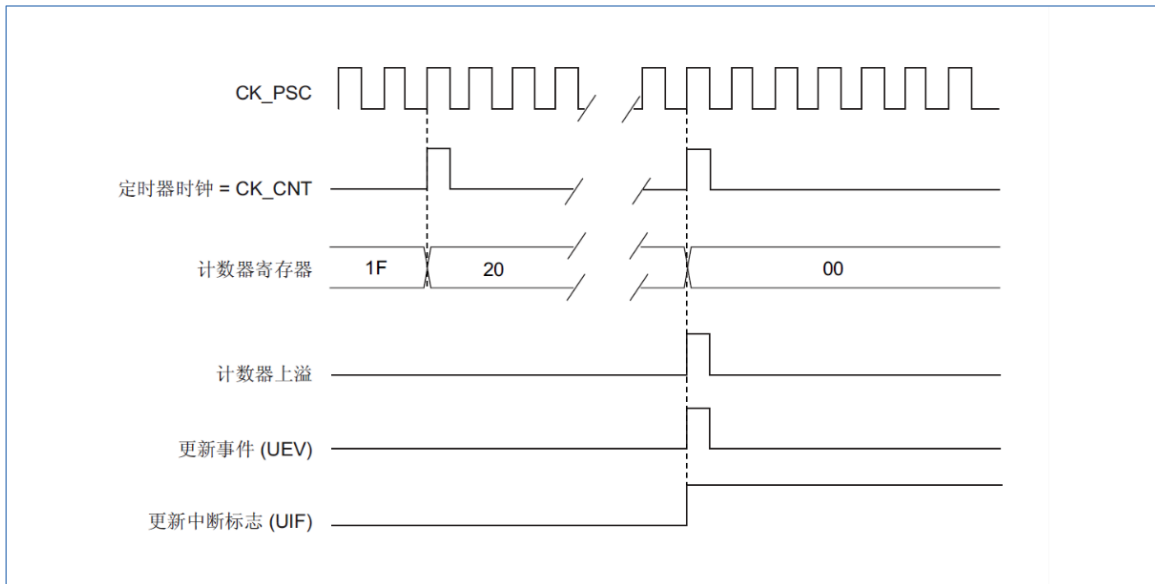 CK_PSC
定时器时钟 = CK_CNT
计数器寄存器
1F
20
00
计数器上溢
更新事件 (UEV)
更新中断标志 (UIF)